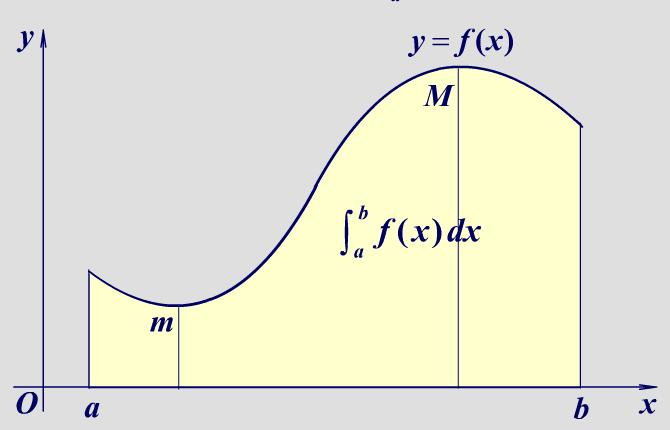 y
y = f(x)
M
∫ₐᵇ f(x)dx
m
O a b x